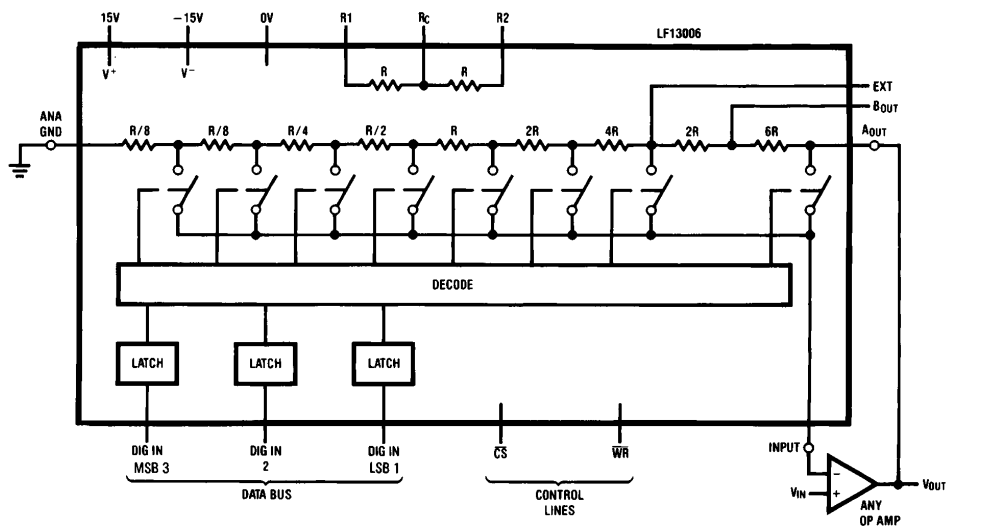 15V
−15V
0V
R1
RC
R2
LF13006
V+
V−
R
R
EXT
BOUT
ANA
GND
AOUT
R/8
R/8
R/4
R/2
R
2R
4R
2R
6R
DECODE
LATCH
LATCH
LATCH
DIG IN
MSB 3
DIG IN
2
DIG IN
LSB 1
CS
WR
INPUT
DATA BUS
CONTROL
LINES
VIN
−
+
VOUT
ANY
OP AMP